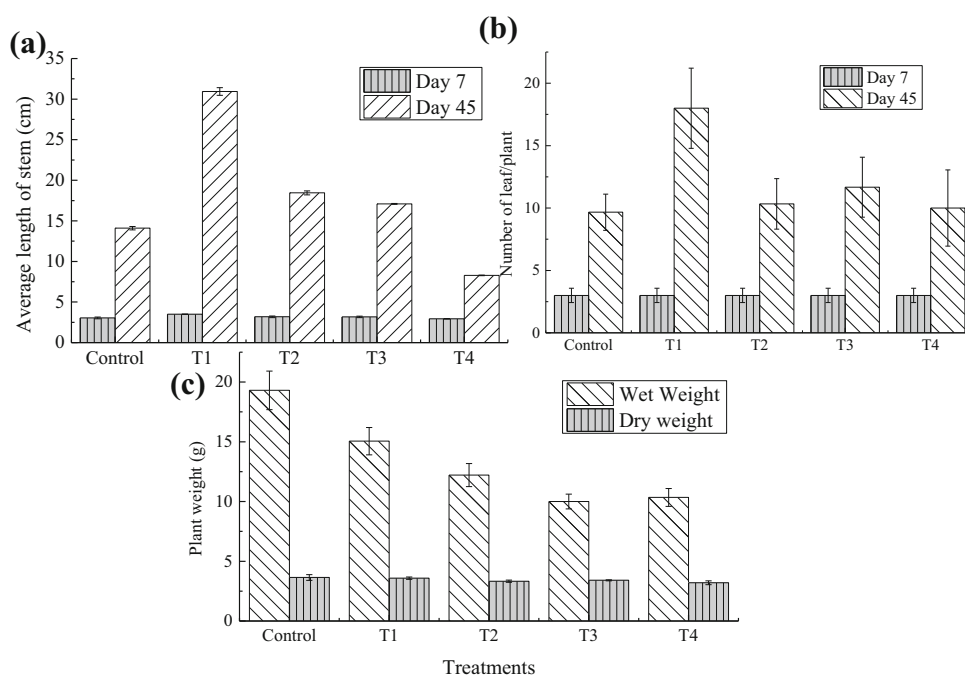 (a)
Average length of stem (cm)
35
30
25
20
15
10
5
0
Day 7
Day 45
Control T1 T2 T3 T4
(b)
Number of leaf/plant
20
15
10
5
0
Day 7
Day 45
Control T1 T2 T3 T4
(c)
Plant weight (g)
20
15
10
5
0
Wet Weight
Dry weight
Control T1 T2 T3 T4
Treatments